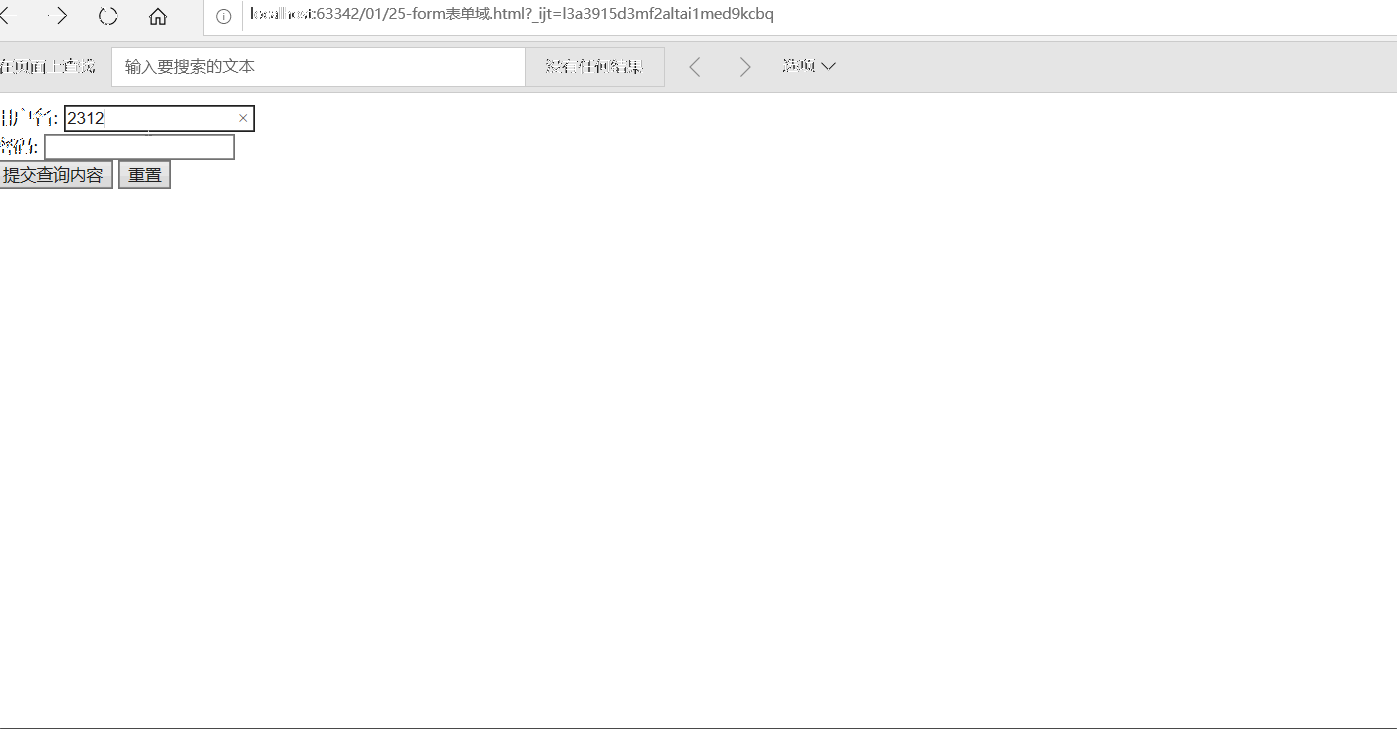 localhost:63342/01/25-form表单域.html?_ijt=l3a3915d3mf2altai1med9kcbq
在页面上查找 输入要搜索的文本 没有任何结果 选项
用户名: 2312
密码:
提交查询内容 重置